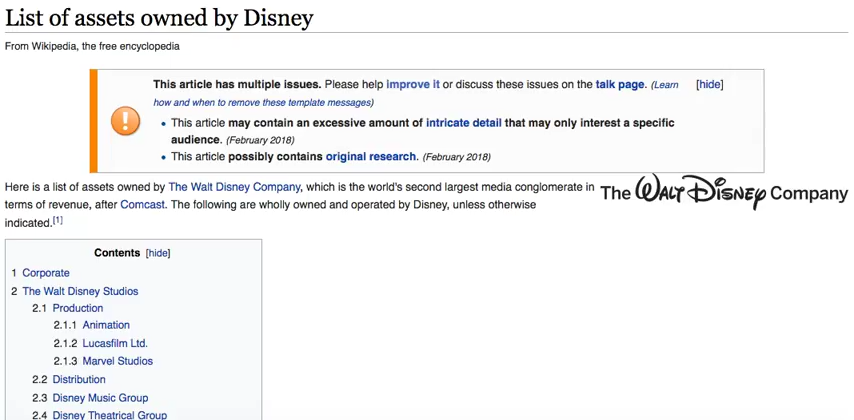 List of assets owned by Disney
From Wikipedia, the free encyclopedia
This article has multiple issues. Please help improve it or discuss these issues on the talk page. (Learn [hide]
how and when to remove these template messages)
• This article may contain an excessive amount of intricate detail that may only interest a specific
audience. (February 2018)
• This article possibly contains original research. (February 2018)
Here is a list of assets owned by The Walt Disney Company, which is the world's second largest media conglomerate in
terms of revenue, after Comcast. The following are wholly owned and operated by Disney, unless otherwise
indicated.[1]
The Walt Disney Company
Contents [hide]
1 Corporate
2 The Walt Disney Studios
2.1 Production
2.1.1 Animation
2.1.2 Lucasfilm Ltd.
2.1.3 Marvel Studios
2.2 Distribution
2.3 Disney Music Group
2.4 Disney Theatrical Group